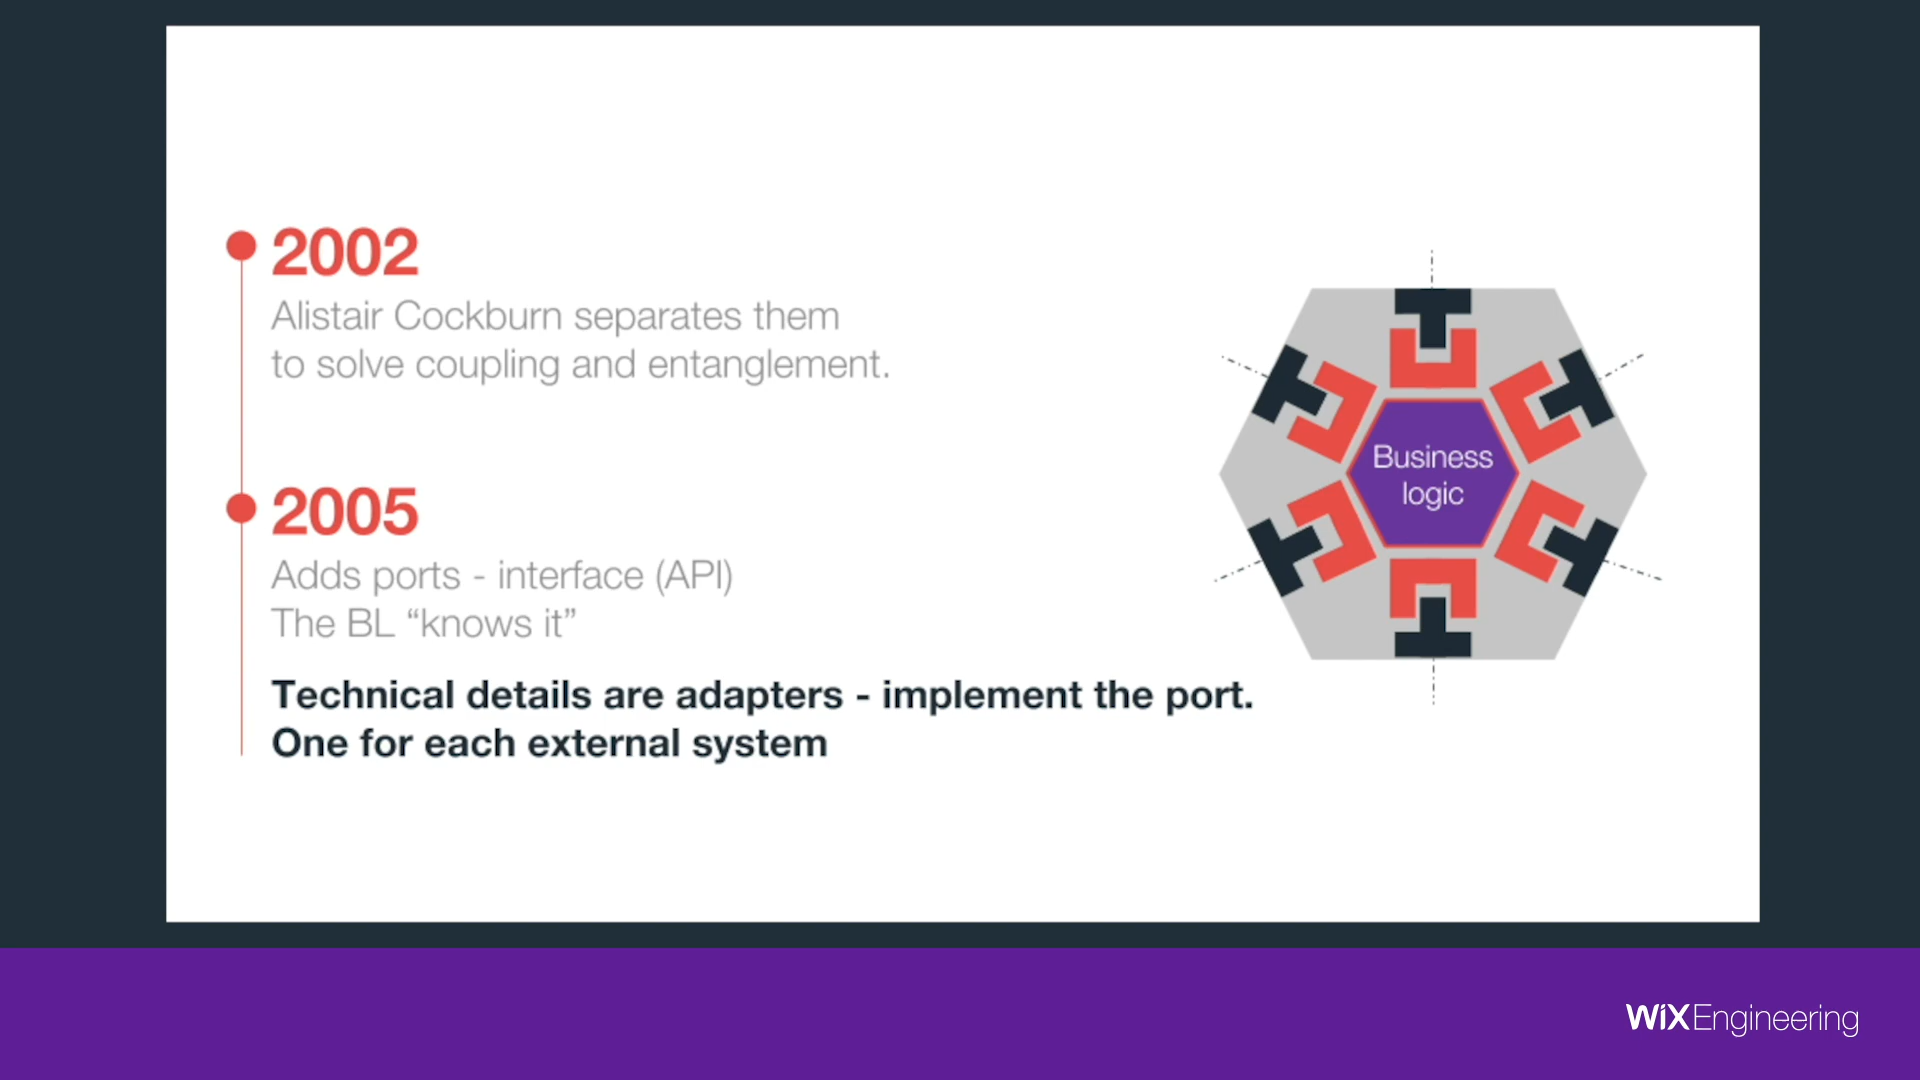 2002
Alistair Cockburn separates them
to solve coupling and entanglement.
2005
Adds ports - interface (API)
The BL “knows it”
Technical details are adapters - implement the port.
One for each external system
Business
logic
WiXEngineering